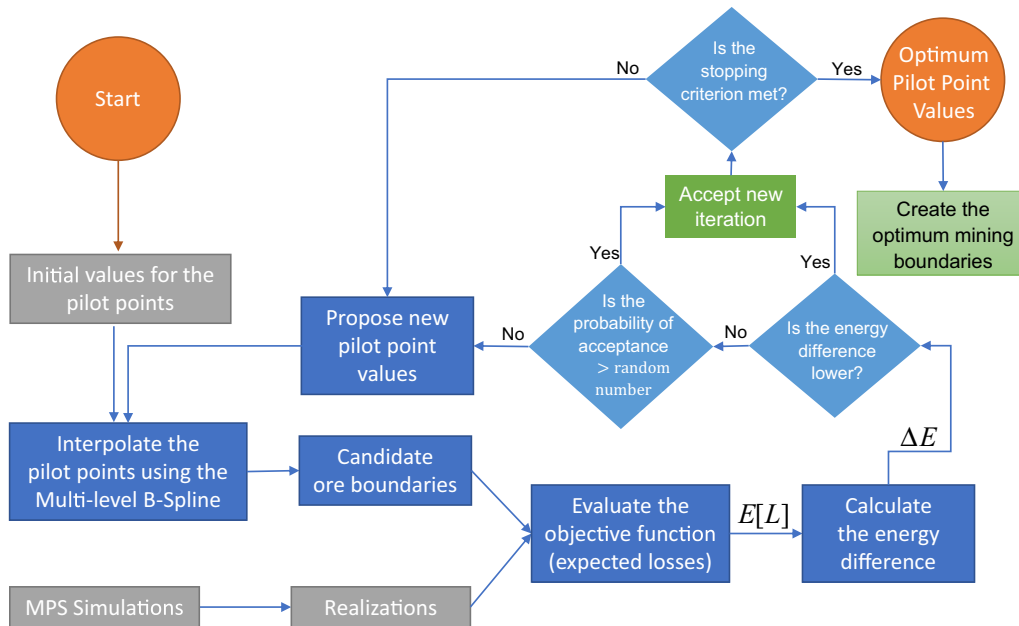 Start
Initial values for the
pilot points
No
Is the
stopping
criterion met?
Yes
Optimum
Pilot Point
Values
Accept new
iteration
Create the
optimum mining
boundaries
Yes
Yes
Propose new
pilot point
values
No
Is the
probability of
acceptance
> random
number
No
Is the energy
difference
lower?
Interpolate the
pilot points using the
Multi-level B-Spline
Candidate
ore boundaries
Evaluate the
objective function
(expected losses)
E[L]
Calculate
the energy
difference
ΔE
MPS Simulations
Realizations